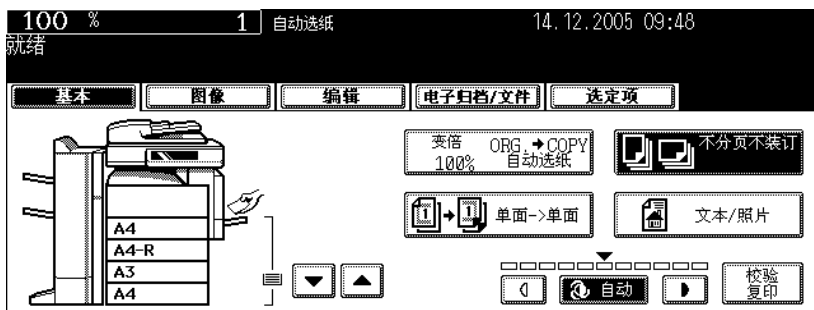 100 % 1 自动选纸 14.12.2005 09:48
就绪
基本 图像 编辑 电子归档/文件 选定项
变倍 ORG.→COPY
100% 自动选纸
不分页不装订
1→1 单面->单面
文本/照片
A4
A4-R
A3
A4
自动
校验
复印